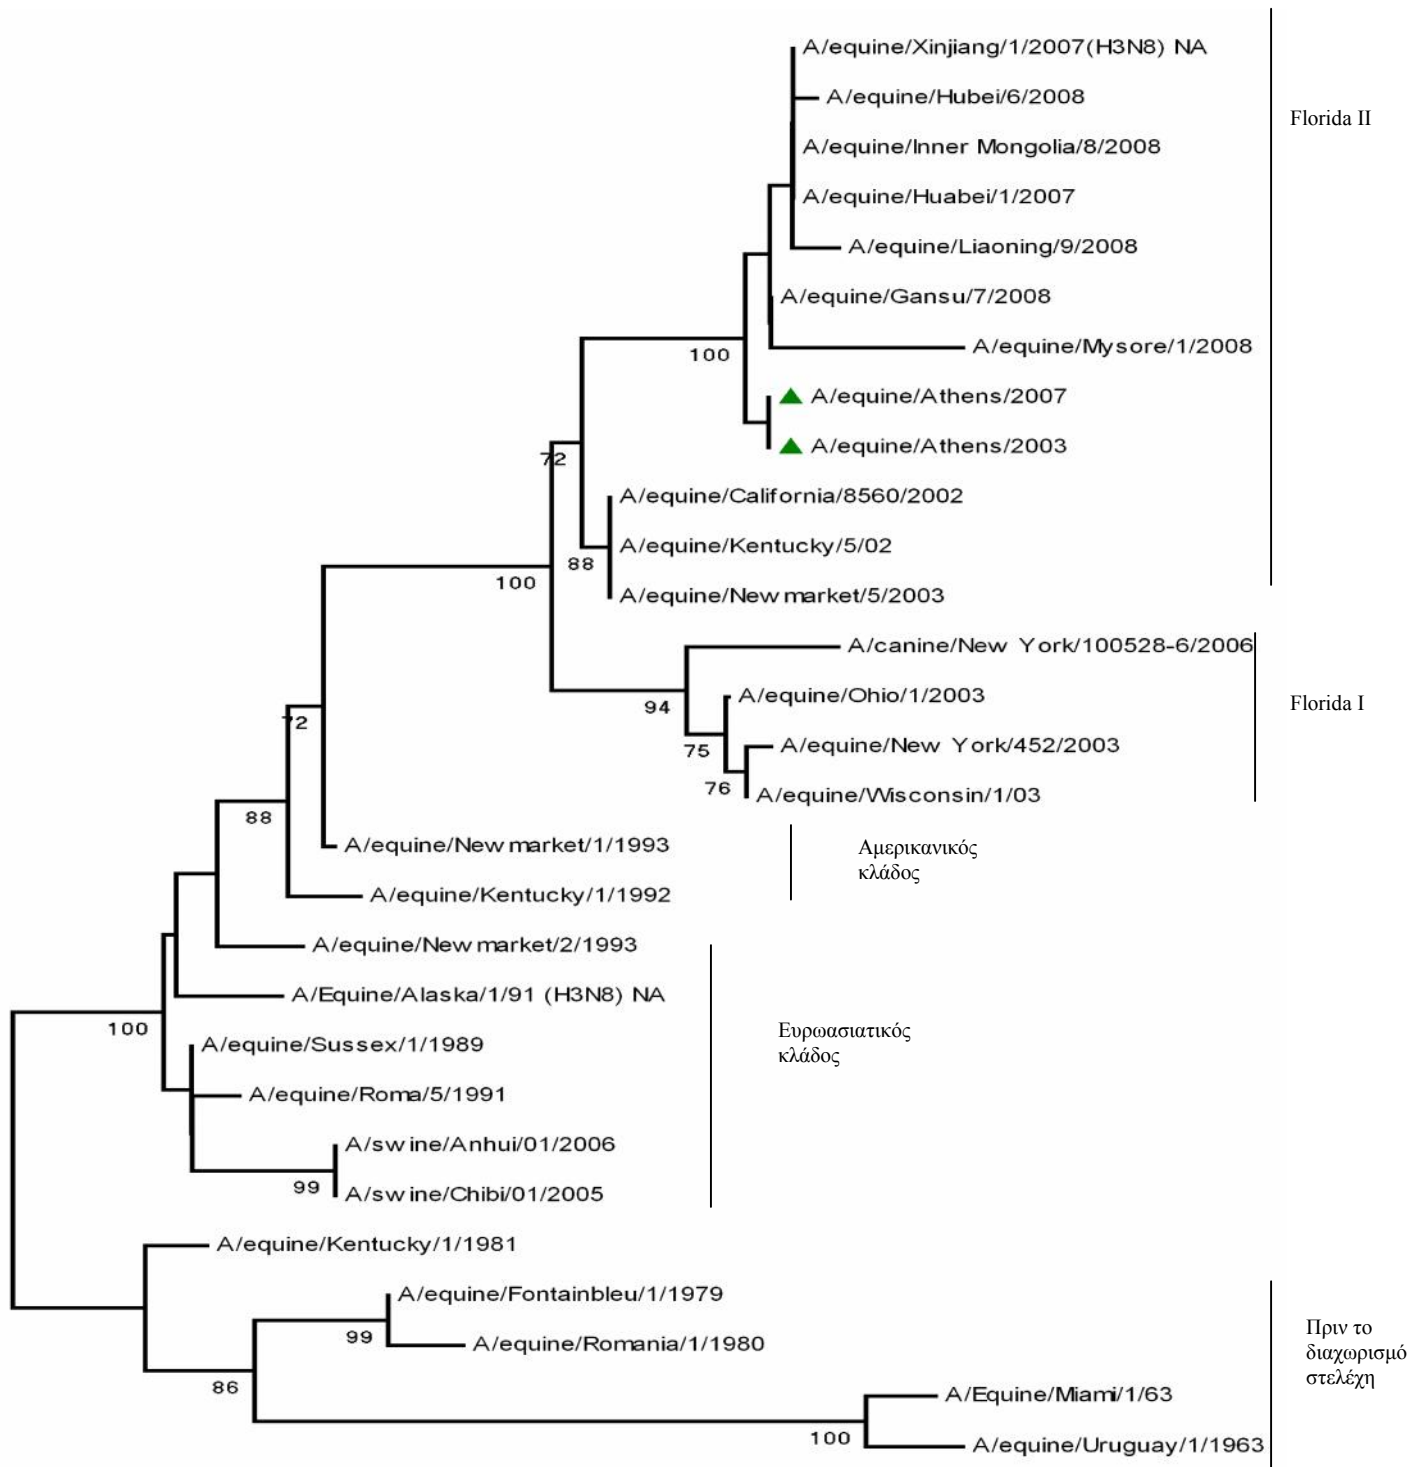 A/equine/Xinjiang/1/2007(H3N8) NA
A/equine/Hubei/6/2008
Florida II
A/equine/Inner Mongolia/8/2008
A/equine/Huabei/1/2007
A/equine/Liaoning/9/2008
A/equine/Gansu/7/2008
A/equine/Mysore/1/2008
100
A/equine/Athens/2007
A/equine/Athens/2003
72
A/equine/California/8560/2002
A/equine/Kentucky/5/02
88
100
A/equine/Newmarket/5/2003
A/canine/New York/100528-6/2006
A/equine/Ohio/1/2003
Florida I
94
A/equine/New York/452/2003
75
72
76
A/equine/Wisconsin/1/03
88
A/equine/Newmarket/1/1993
Αμερικανικός
κλάδος
A/equine/Kentucky/1/1992
A/equine/Newmarket/2/1993
A/Equine/Alaska/1/91 (H3N8) NA
100
Ευρωασιατικός
κλάδος
A/equine/Sussex/1/1989
A/equine/Roma/5/1991
A/swine/Anhui/01/2006
99
A/swine/Chibi/01/2005
A/equine/Kentucky/1/1981
A/equine/Fontainbleu/1/1979
99
A/equine/Romania/1/1980
Πριν το
διαχωρισμό
στελέχη
86
A/Equine/Miami/1/63
100
A/equine/Uruguay/1/1963